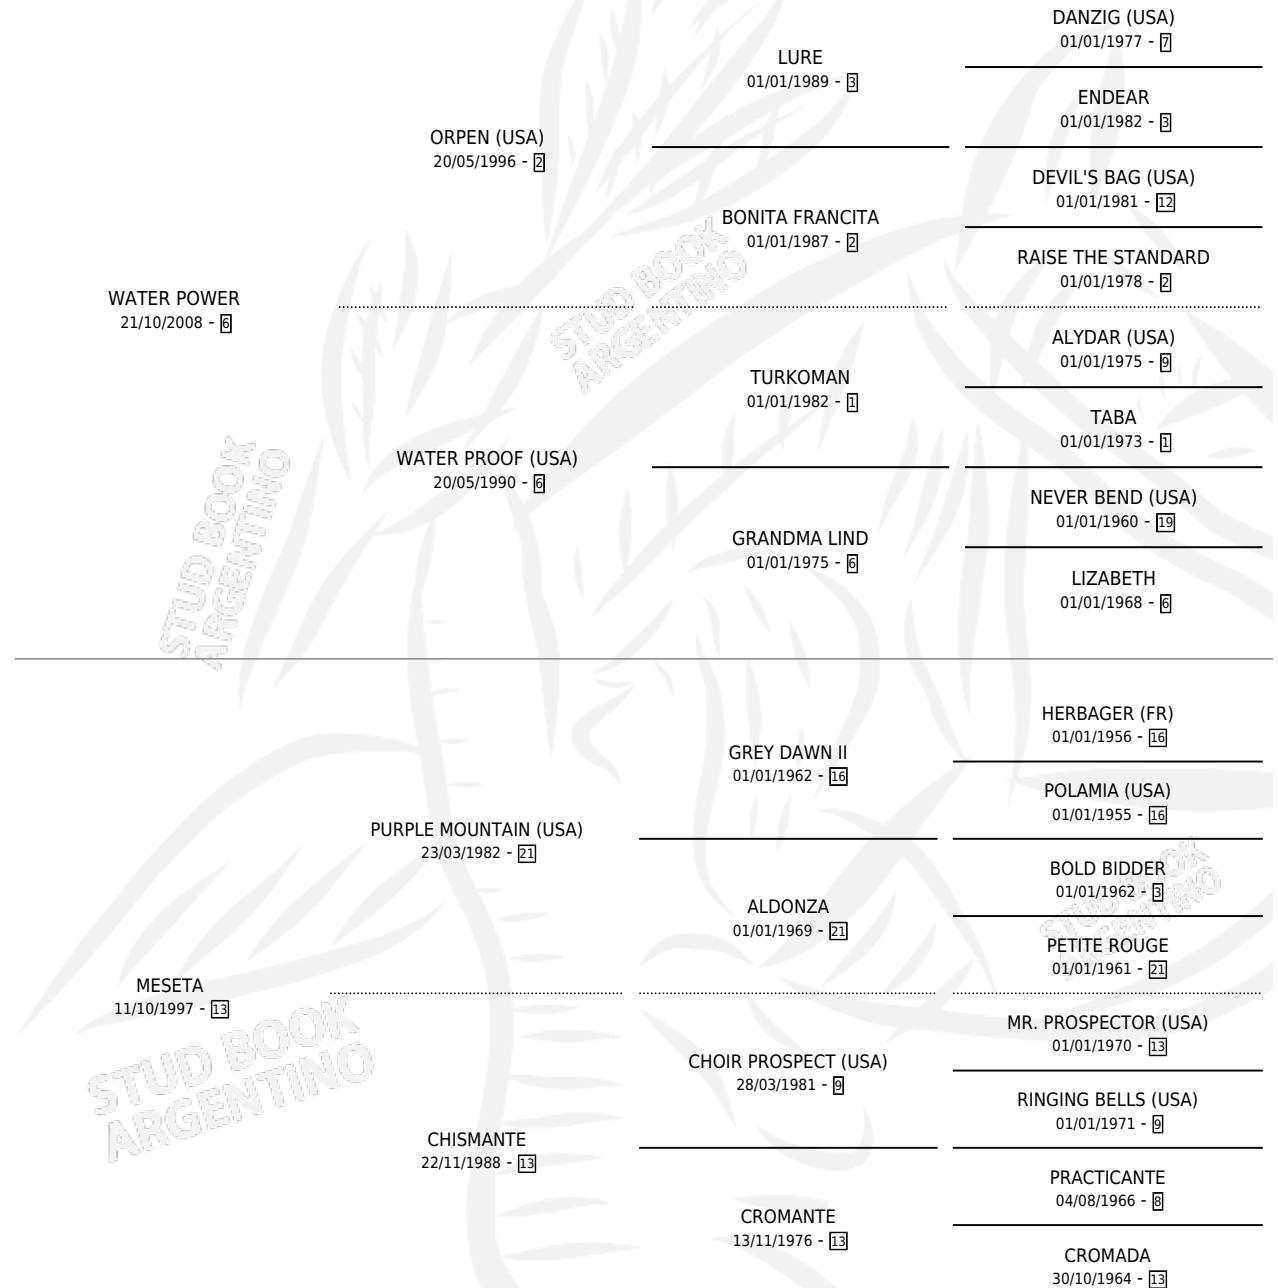 DANZIG (USA)
01/01/1977 - 7
LURE
01/01/1989 - 3
ENDEAR
01/01/1982 - 3
ORPEN (USA)
20/05/1996 - 2
DEVIL'S BAG (USA)
01/01/1981 - 12
BONITA FRANCITA
01/01/1987 - 2
RAISE THE STANDARD
01/01/1978 - 2
WATER POWER
21/10/2008 - 6
STUD BOOK
ARGENTINO
ALYDAR (USA)
01/01/1975 - 9
TURKOMAN
01/01/1982 - 1
TABA
01/01/1973 - 1
WATER PROOF (USA)
20/05/1990 - 6
NEVER BEND (USA)
01/01/1960 - 19
GRANDMA LIND
01/01/1975 - 6
LIZABETH
01/01/1968 - 6
STUD BOOK
ARGENTINO
HERBAGER (FR)
01/01/1956 - 16
GREY DAWN II
01/01/1962 - 16
POLAMIA (USA)
01/01/1955 - 16
PURPLE MOUNTAIN (USA)
23/03/1982 - 21
BOLD BIDDER
01/01/1962 - 3
ALDONZA
01/01/1969 - 21
STUD BOOK
ARGENTINO
PETITE ROUGE
01/01/1961 - 21
MESETA
11/10/1997 - 13
STUD BOOK
ARGENTINO
MR. PROSPECTOR (USA)
01/01/1970 - 13
CHOIR PROSPECT (USA)
28/03/1981 - 9
RINGING BELLS (USA)
01/01/1971 - 9
CHISMANTE
22/11/1988 - 13
PRACTICANTE
04/08/1966 - 8
CROMANTE
13/11/1976 - 13
CROMADA
30/10/1964 - 13